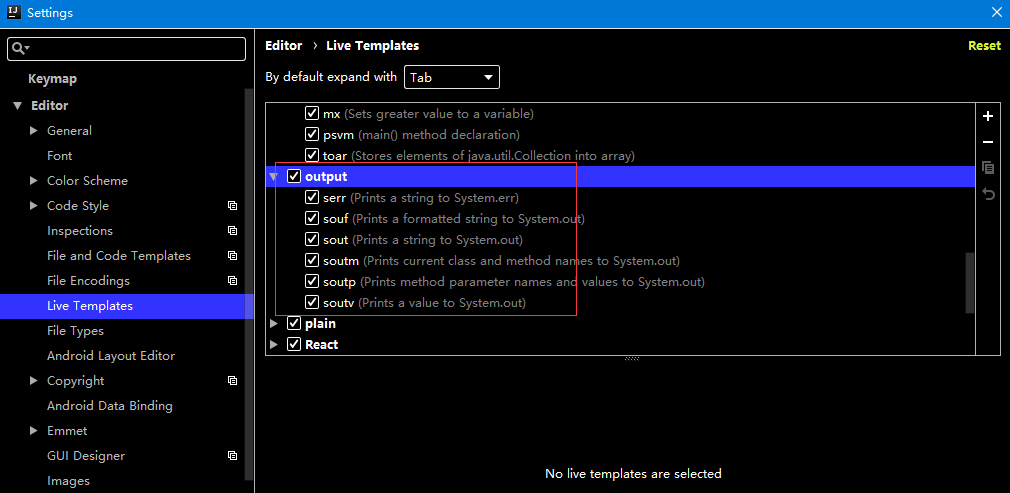 IJ Settings
Editor › Live Templates
Reset
By default expand with Tab
Keymap
Editor
General
Font
Color Scheme
Code Style
Inspections
File and Code Templates
File Encodings
Live Templates
File Types
Android Layout Editor
Copyright
Android Data Binding
Emmet
GUI Designer
Images
mx (Sets greater value to a variable)
psvm (main() method declaration)
toar (Stores elements of java.util.Collection into array)
output
serr (Prints a string to System.err)
souf (Prints a formatted string to System.out)
sout (Prints a string to System.out)
soutm (Prints current class and method names to System.out)
soutp (Prints method parameter names and values to System.out)
soutv (Prints a value to System.out)
plain
React
No live templates are selected